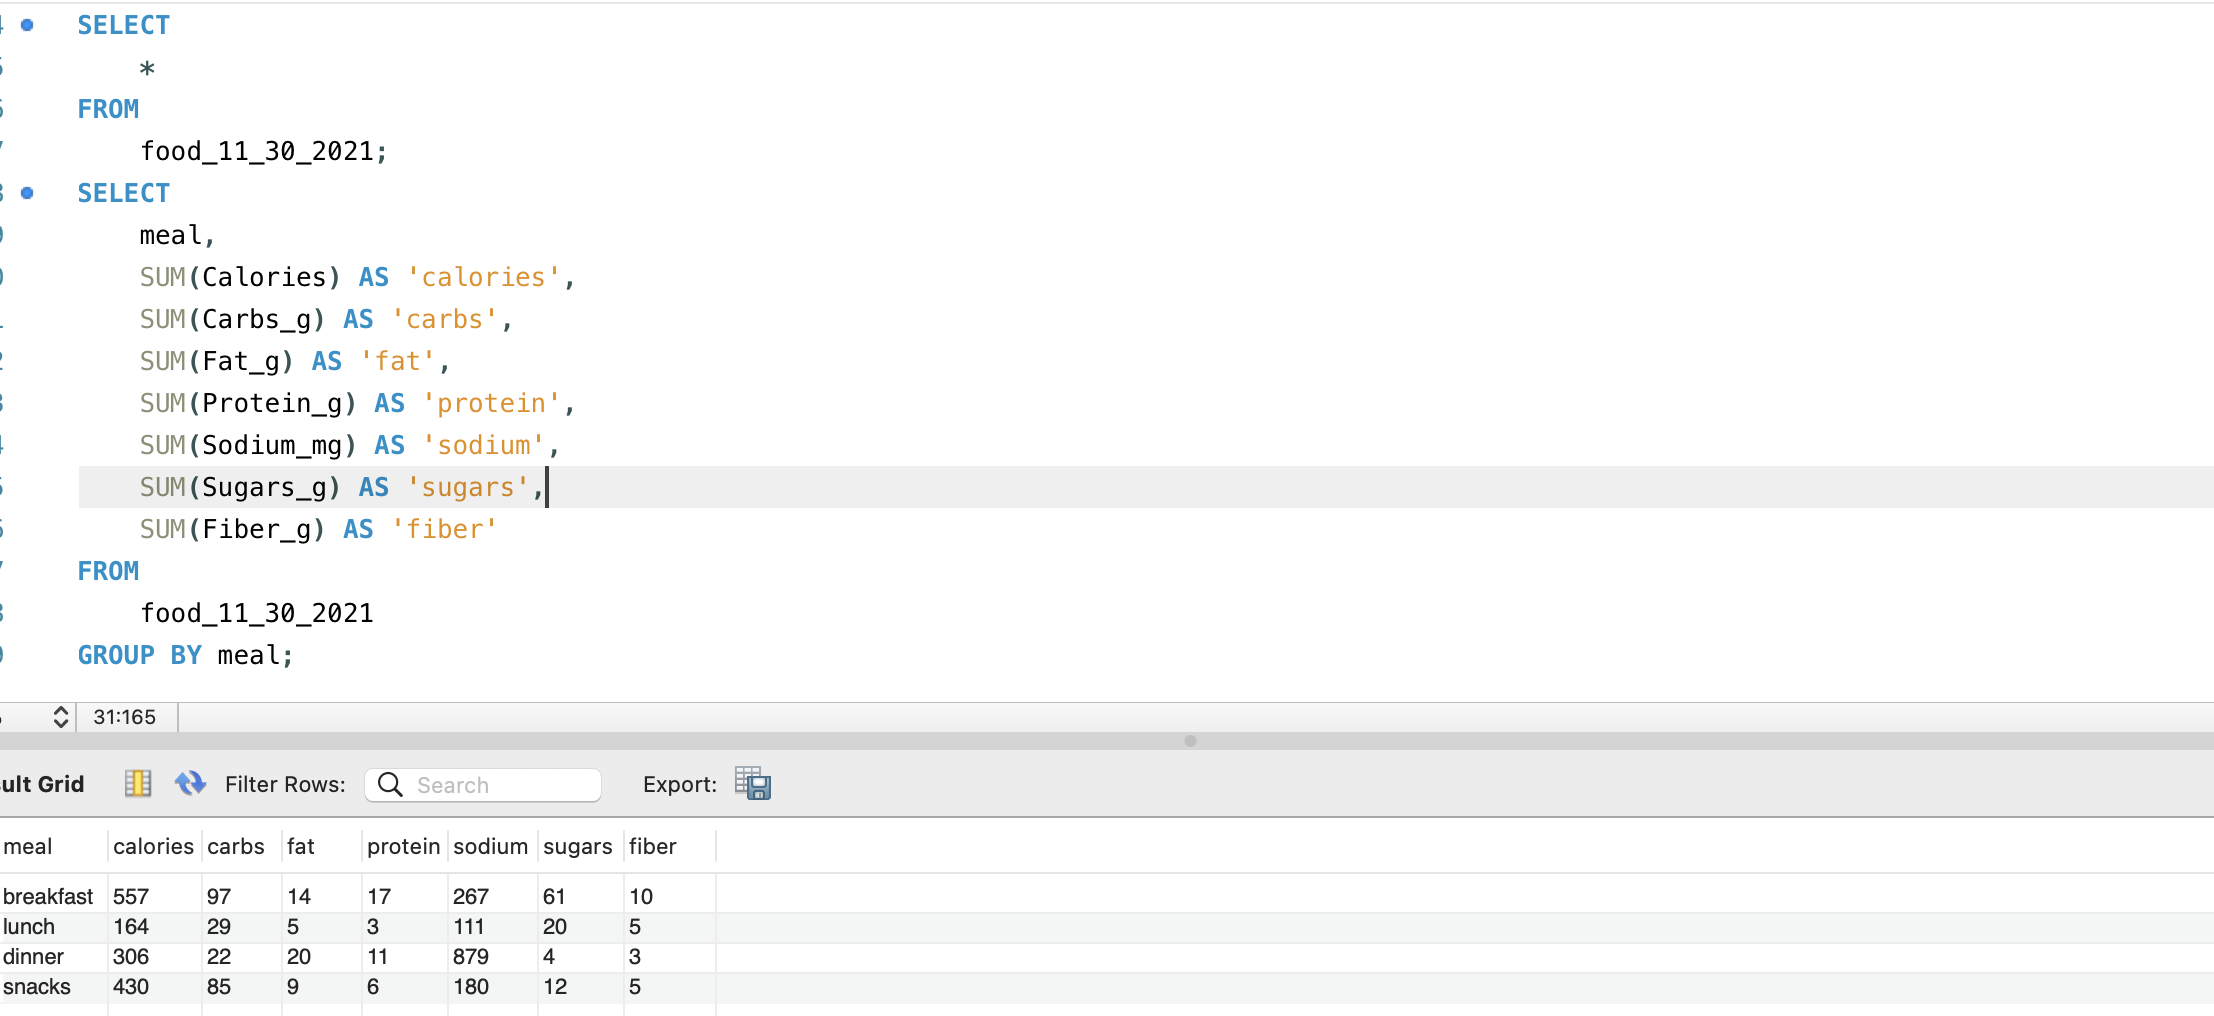 SELECT
*
FROM
food_11_30_2021;
SELECT
meal,
SUM(Calories) AS 'calories',
SUM(Carbs_g) AS 'carbs',
SUM(Fat_g) AS 'fat',
SUM(Protein_g) AS 'protein',
SUM(Sodium_mg) AS 'sodium',
SUM(Sugars_g) AS 'sugars',
SUM(Fiber_g) AS 'fiber'
FROM
food_11_30_2021
GROUP BY meal;
31:165
Grid Filter Rows: Search Export:
meal calories carbs fat protein sodium sugars fiber
breakfast 557 97 14 17 267 61 10
lunch 164 29 5 3 111 20 5
dinner 306 22 20 11 879 4 3
snacks 430 85 9 6 180 12 5